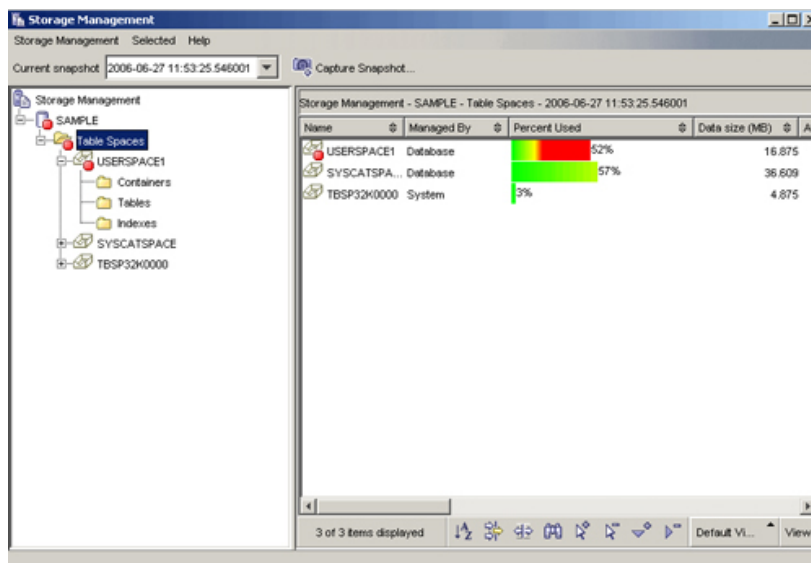 Storage Management
Storage Management Selected Help
Current snapshot 2006-06-27 11:53:25.546001 Capture Snapshot...
Storage Management
SAMPLE
Table Spaces
USERSPACE1
Containers
Tables
Indexes
SYSCATSPACE
TBSP32K0000
Storage Management - SAMPLE - Table Spaces - 2006-06-27 11:53:25.546001
Name Managed By Percent Used Data size (MB) A
USERSPACE1 Database 52% 16.875
SYSCATSPA... Database 57% 36.609
TBSP32K0000 System 3% 4.875
3 of 3 items displayed Default Vi... View